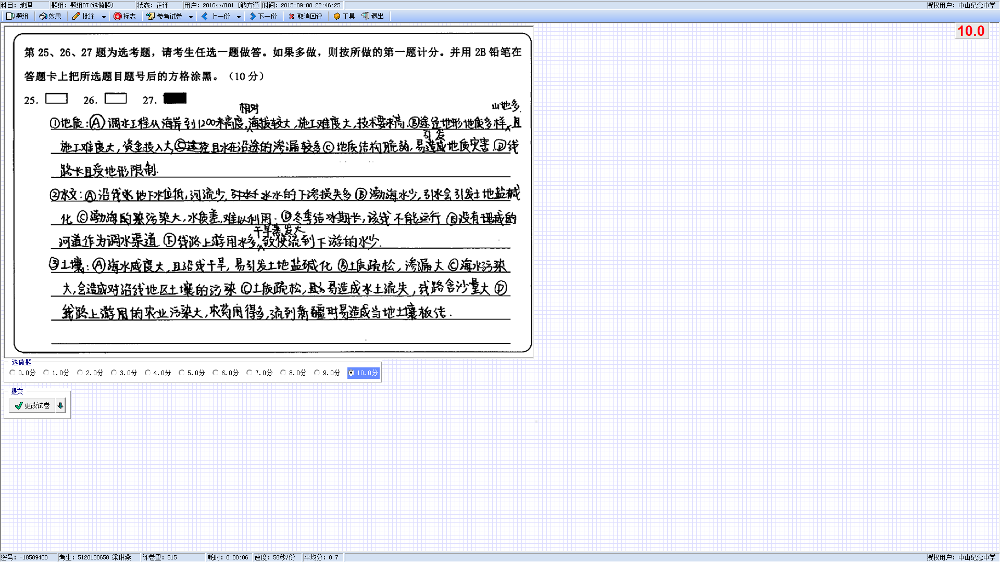 科目: 地理 题组: 题组07(选做题) 状态: 正评 用户: 2016szdl01 [鲍方道 时间: 2015-09-08 22:46:25 授权用户: 中山纪念中学
题组 效果 批注 标志 参考试卷 上一份 下一份 取消回评 工具 退出
10.0
第 25、26、27 题为选考题，请考生任选一题做答。如果多做，则按所做的第一题计分。并用 2B 铅笔在
答题卡上把所选题目题号后的方格涂黑。（10 分）
25. 26. 27.
相对 山地多
①地质:Ⓐ调水工程从海岸到1200米高度,海拔较大,施工难度大,技术要求高.Ⓑ途径地形地质多样,且
引发
施工难度大,资金投入大,且水在沿途的渗漏较多Ⓒ地质结构脆弱,易造成地质灾害.Ⓓ线
路长且受地形限制.
②水文:Ⓐ沿线地下水位低,河流少,水的下渗损失多Ⓑ渤海水少,引水会引发土地盐碱
化 Ⓒ渤海的污染大,水质差,难以利用.Ⓓ冬季结冰期长,该线不能运行Ⓔ没有现成的
干旱蒸发大
河道作为调水渠道 Ⓕ线路上游用水多,致使流到下游的水少.
③土壤:Ⓐ海水咸度大,且沿线干旱,易引发土地盐碱化 Ⓑ土质疏松,渗漏大 Ⓒ海水污染
大,会造成对沿线地区土壤的污染 Ⓒ土质疏松,易造成水土流失,线路含沙量大 Ⓓ
线路上游用的农业污染大,农药用得多,流到新疆时易造成当地土壤板结.
选做题
0.0分 1.0分 2.0分 3.0分 4.0分 5.0分 6.0分 7.0分 8.0分 9.0分 10.0分
提交
更改试卷
密号: -18589400 考生: 5120130658 梁琳燕 评卷量: 515 耗时: 0:00:06 速度: 58秒/份 平均分: 0.7 授权用户: 中山纪念中学